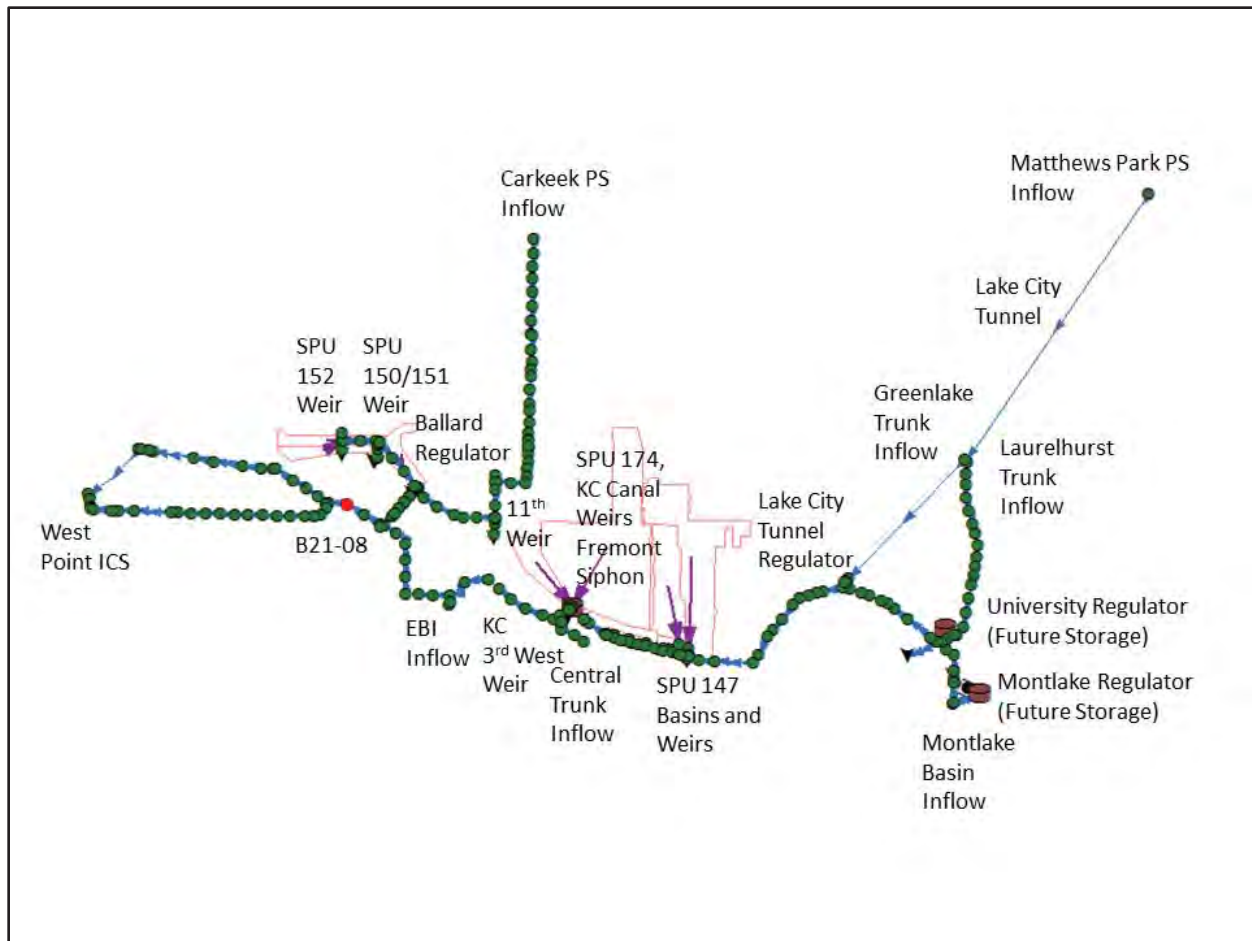 Matthews Park PS
Inflow
Carkeek PS
Inflow
Lake City
Tunnel
SPU
152
Weir
SPU
150/151
Weir
Ballard
Regulator
Greenlake
Trunk
Inflow
Laurelhurst
Trunk
Inflow
SPU 174,
KC Canal
Weirs
Fremont
Siphon
11th
Weir
Lake City
Tunnel
Regulator
West
Point ICS
B21-08
EBI
Inflow
KC
3rd West
Weir
Central
Trunk
Inflow
SPU 147
Basins and
Weirs
University Regulator
(Future Storage)
Montlake Regulator
(Future Storage)
Montlake
Basin
Inflow